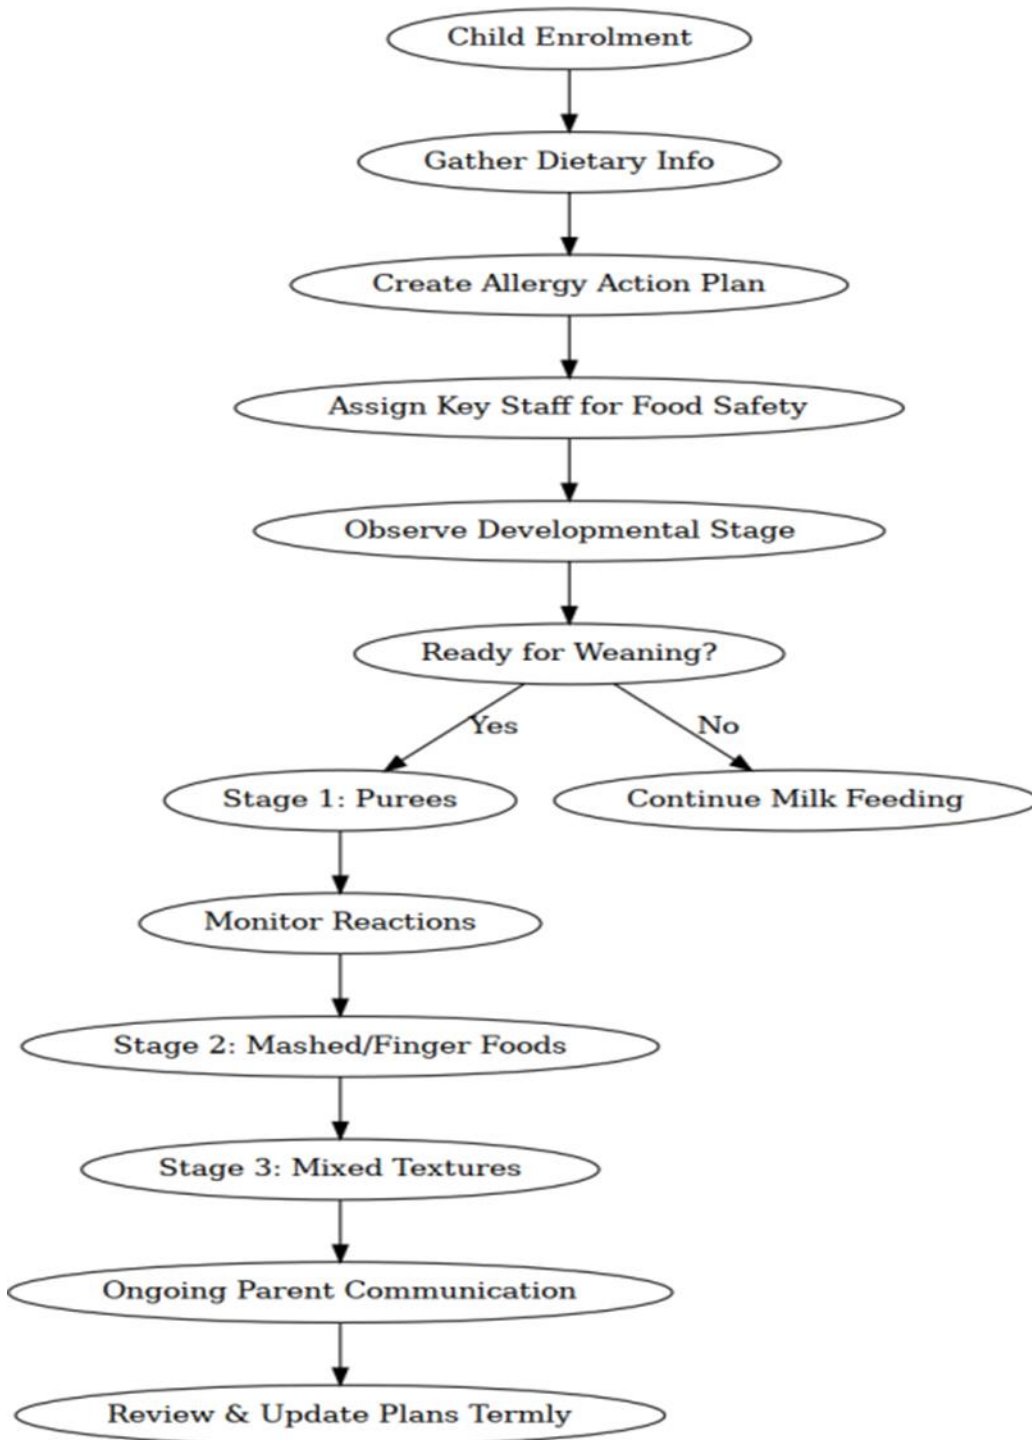 Child Enrolment
Gather Dietary Info
Create Allergy Action Plan
Assign Key Staff for Food Safety
Observe Developmental Stage
Ready for Weaning?
Yes
No
Stage 1: Purees
Continue Milk Feeding
Monitor Reactions
Stage 2: Mashed/Finger Foods
Stage 3: Mixed Textures
Ongoing Parent Communication
Review & Update Plans Termly